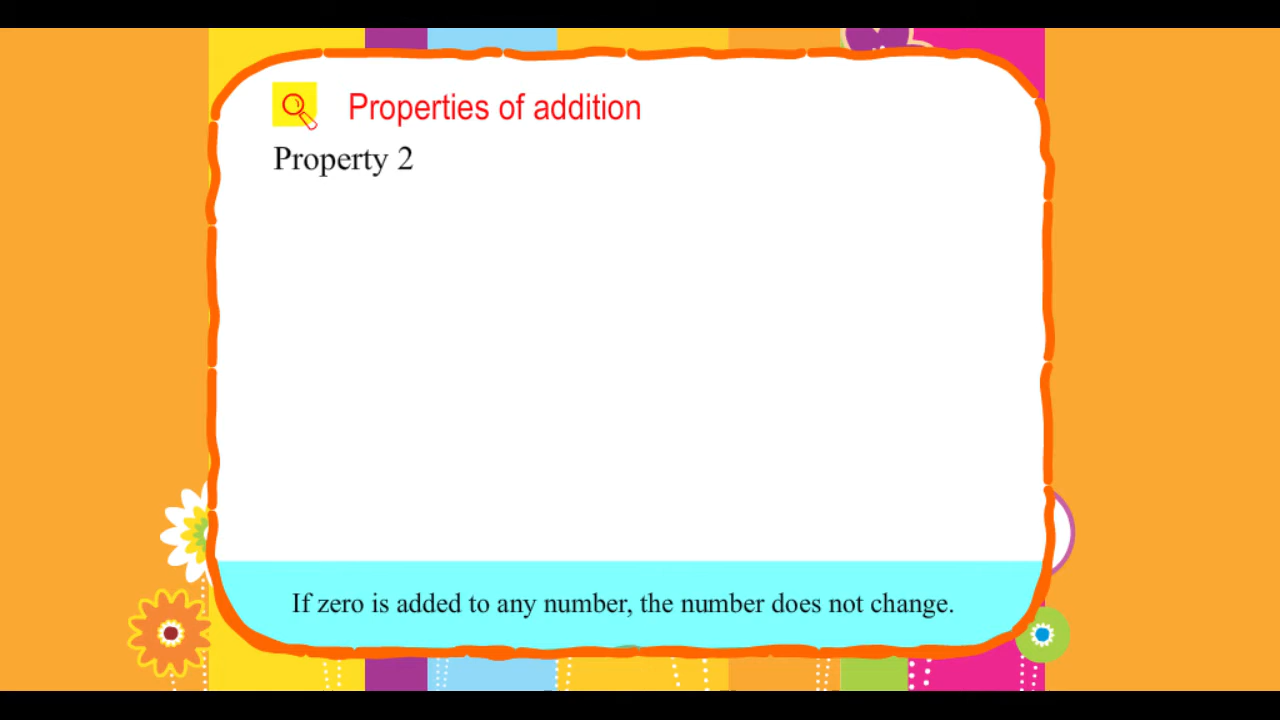 Properties of addition
Property 2
If zero is added to any number, the number does not change.